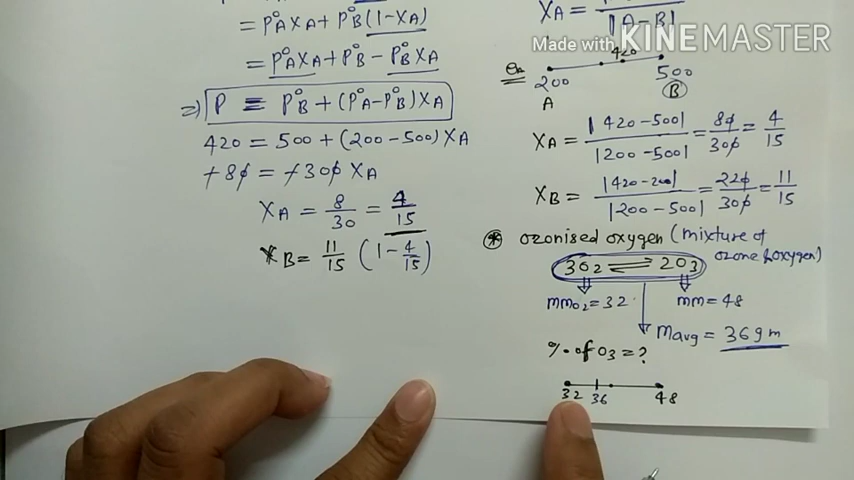 = P°A XA + P°B (1-XA)
= P°A XA + P°B - P°B XA
⇒ P = P°B + (P°A - P°B) XA
420 = 500 + (200 - 500) XA
+80 = +300 XA
XA = 8/30 = 4/15
XB = 11/15 (1 - 4/15)
XA =
|A-B|
Made with KINEMASTER
Ex
420
200 500
A B
XA = |420-500| / |200-500| = 80/300 = 4/15
XB = |420-200| / |200-500| = 220/300 = 11/15
* ozonised oxygen (mixture of
ozone & oxygen)
3O2 ⇌ 2O3
mmO2 = 32 mm = 48
Mavg = 36gm
% of O3 = ?
32 36 48